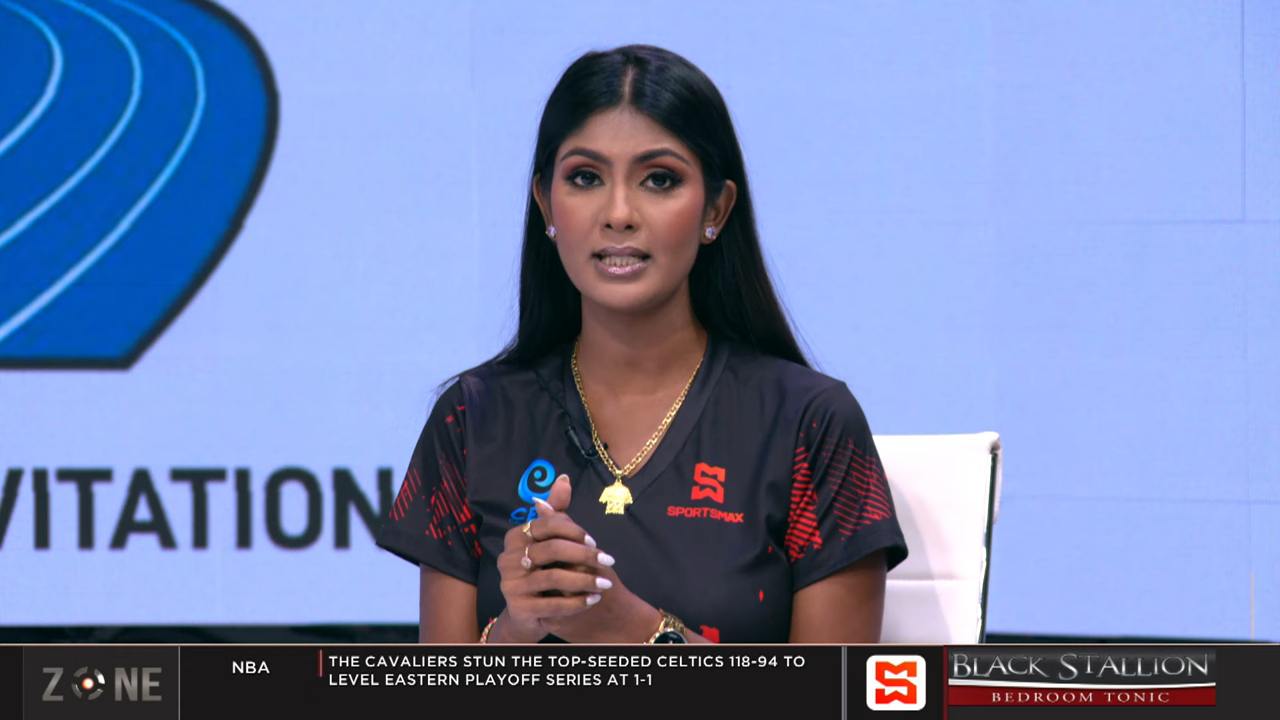 VITATION
SPORTSMAX
ZONE
NBA
THE CAVALIERS STUN THE TOP-SEEDED CELTICS 118-94 TO
LEVEL EASTERN PLAYOFF SERIES AT 1-1
BLACK STALLION
BEDROOM TONIC